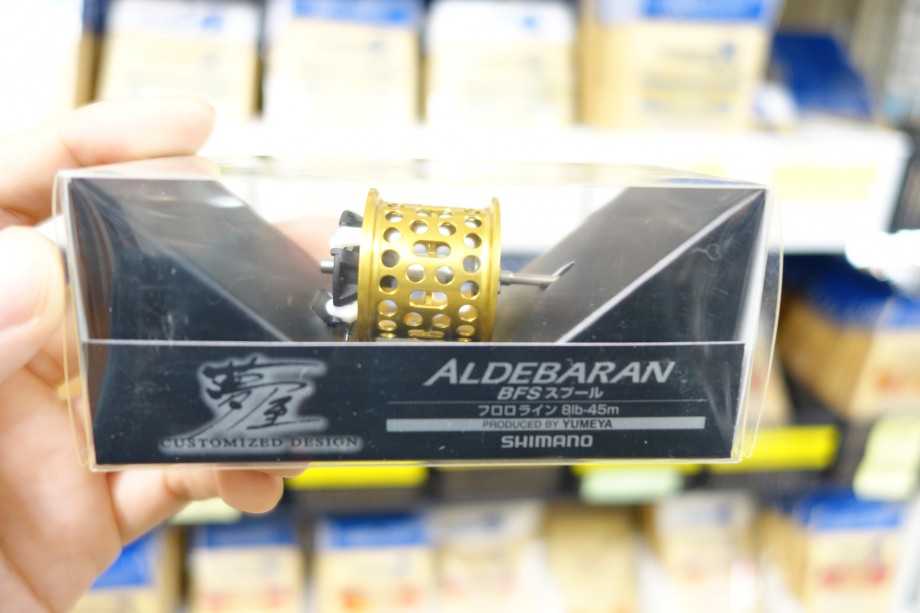 夢屋
CUSTOMIZED DESIGN
ALDEBARAN
BFSスプール
フロロライン 8lb-45m
PRODUCED BY YUMEYA
SHIMANO